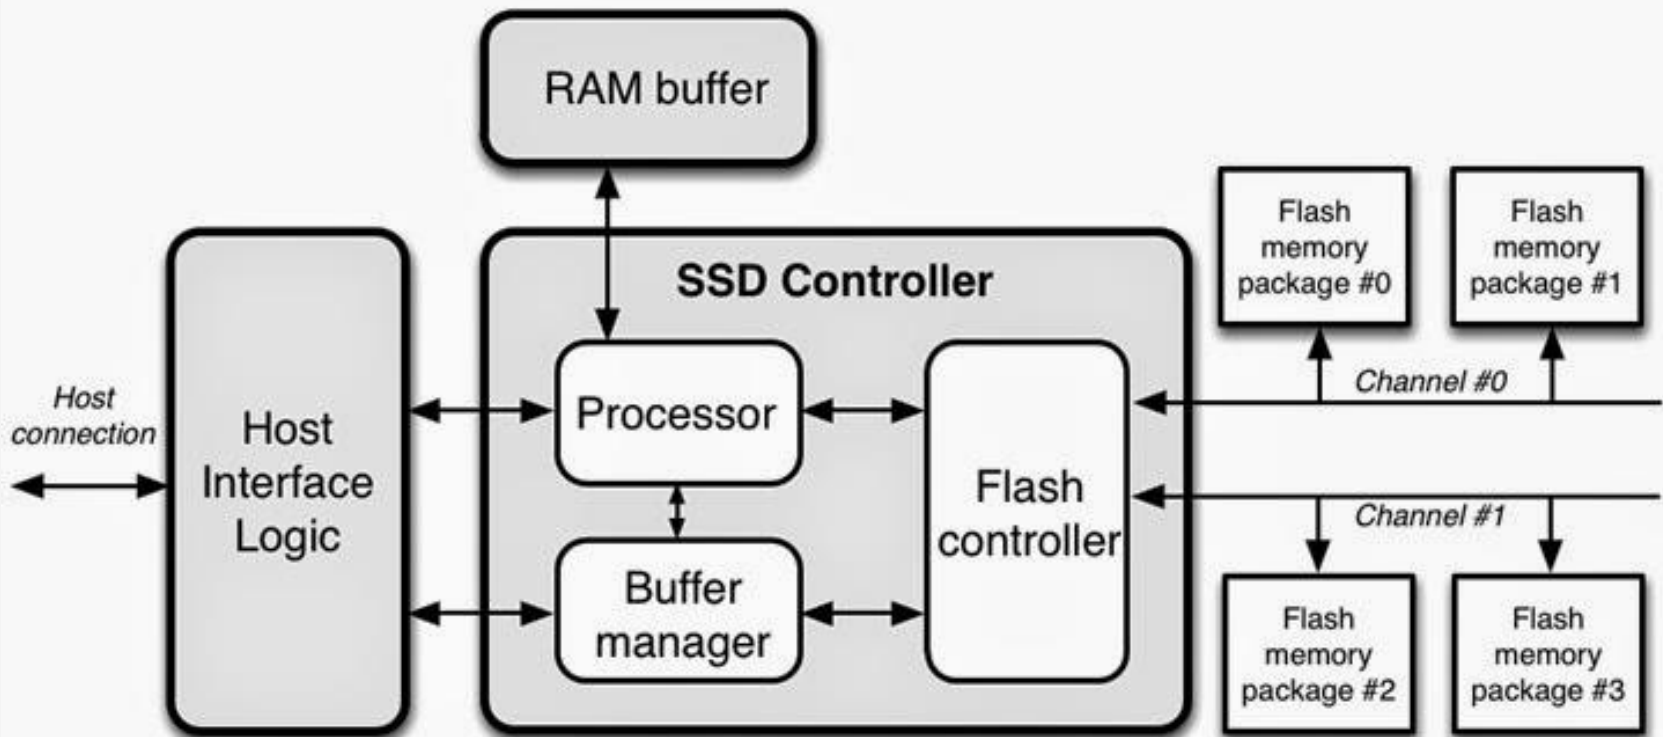 RAM buffer
SSD Controller
Flash
memory
package #0
Flash
memory
package #1
Host
connection
Host
Interface
Logic
Processor
Buffer
manager
Flash
controller
Channel #0
Channel #1
Flash
memory
package #2
Flash
memory
package #3